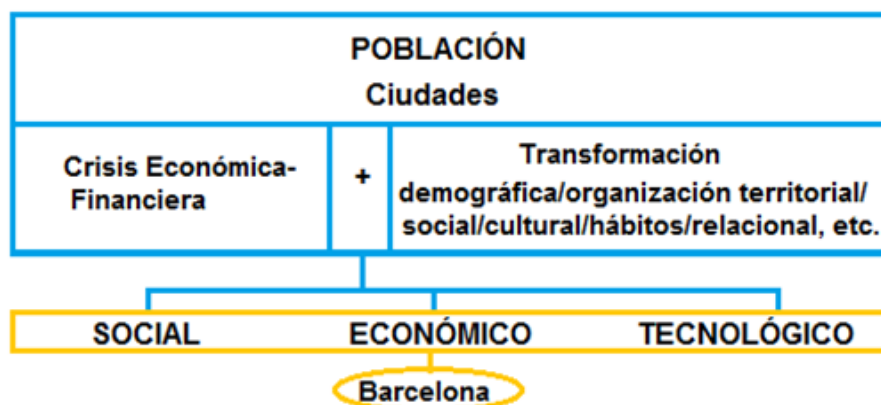 POBLACIÓN
Ciudades
Crisis Económica-
Financiera
+
Transformación
demográfica/organización territorial/
social/cultural/hábitos/relacional, etc.
SOCIAL ECONÓMICO TECNOLÓGICO
Barcelona